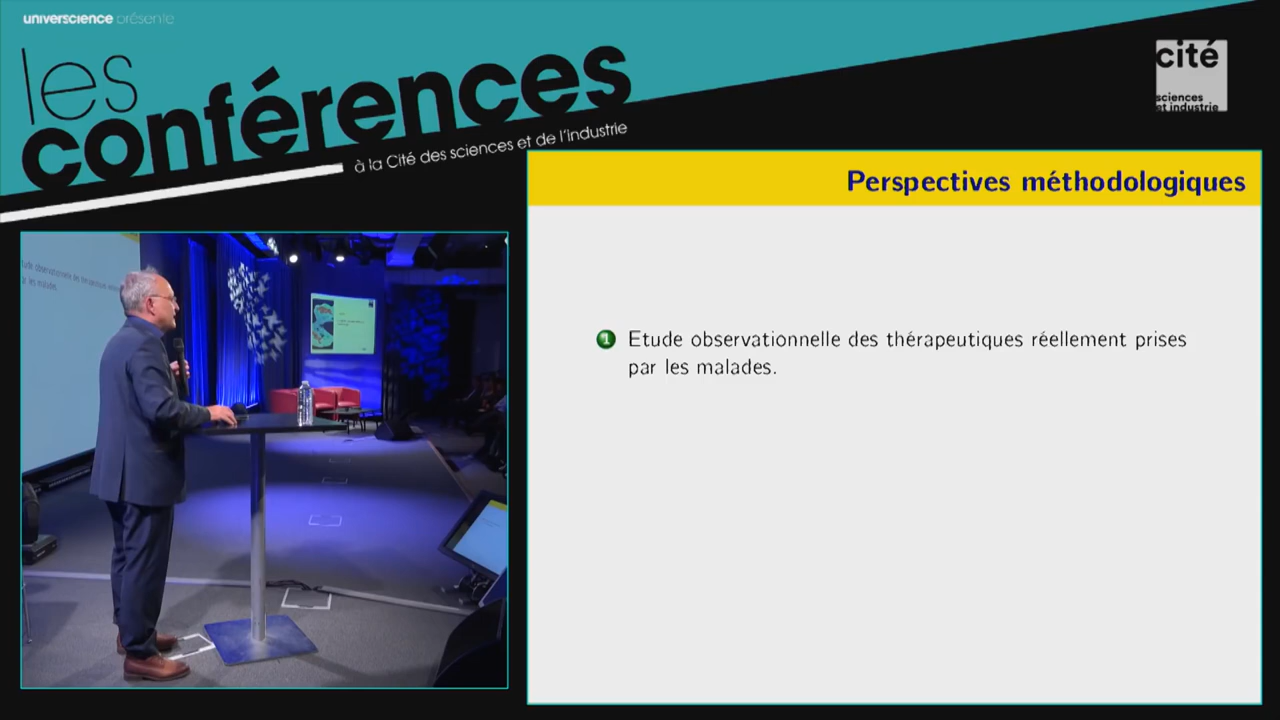 universcience présente
les
conférences
à la Cité des sciences et de l'industrie
cité
sciences
et industrie
Perspectives méthodologiques
1 Etude observationnelle des thérapeutiques réellement prises
par les malades.